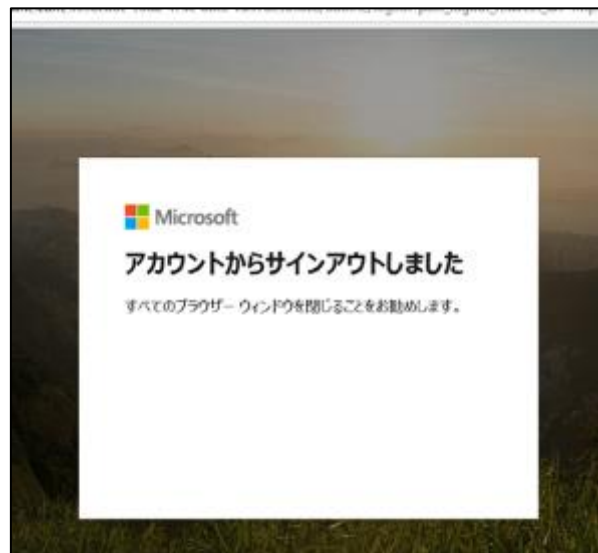 Microsoft
アカウントからサインアウトしました
すべてのブラウザー ウィンドウを閉じることをお勧めします。